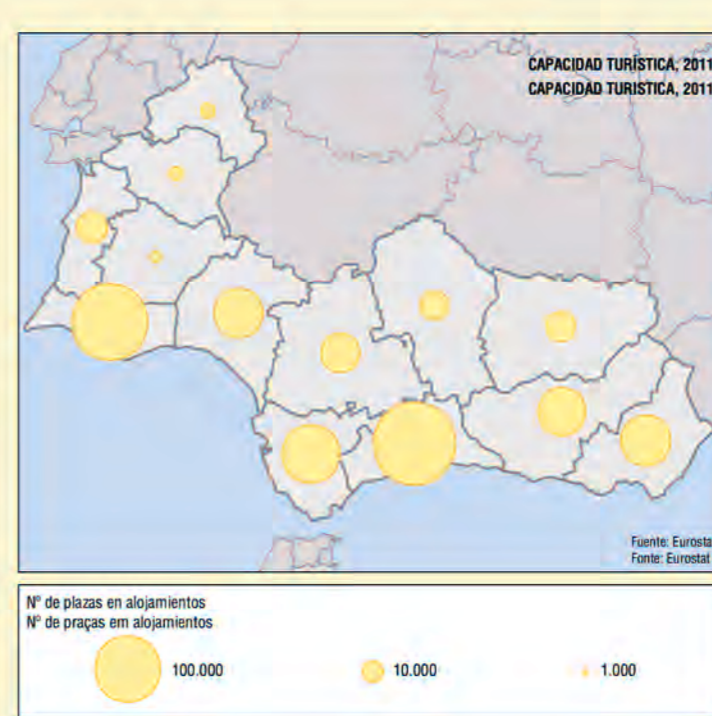 CAPACIDAD TURÍSTICA, 2011
CAPACIDAD TURISTICA, 2011
Fuente: Eurosta
Fonte: Eurostat
Nº de plazas en alojamientos
Nº de praças em alojamientos
100.000
10.000
1.000